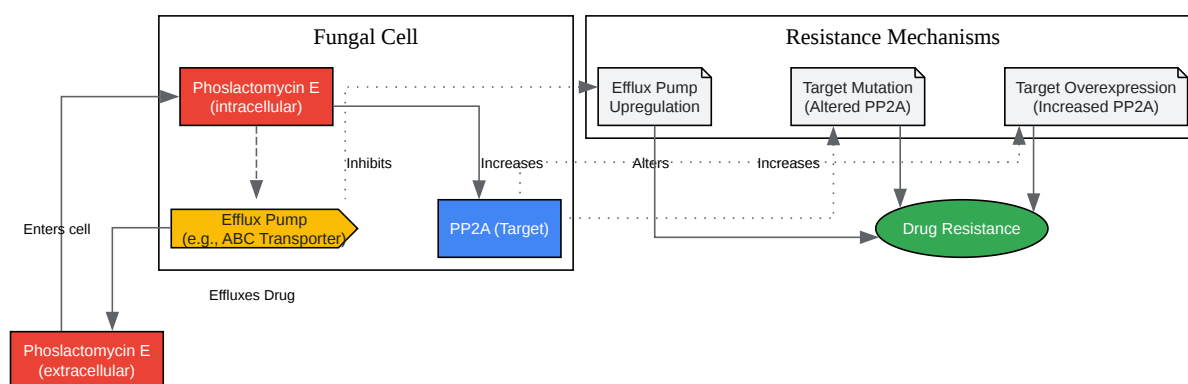 Fungal Cell
Resistance Mechanisms
Phoslactomycin E
(intracellular)
Efflux Pump
Upregulation
Target Mutation
(Altered PP2A)
Target Overexpression
(Increased PP2A)
Inhibits
Increases
Alters
Increases
Enters cell
Efflux Pump
(e.g., ABC Transporter)
PP2A (Target)
Drug Resistance
Effluxes Drug
Phoslactomycin E
(extracellular)